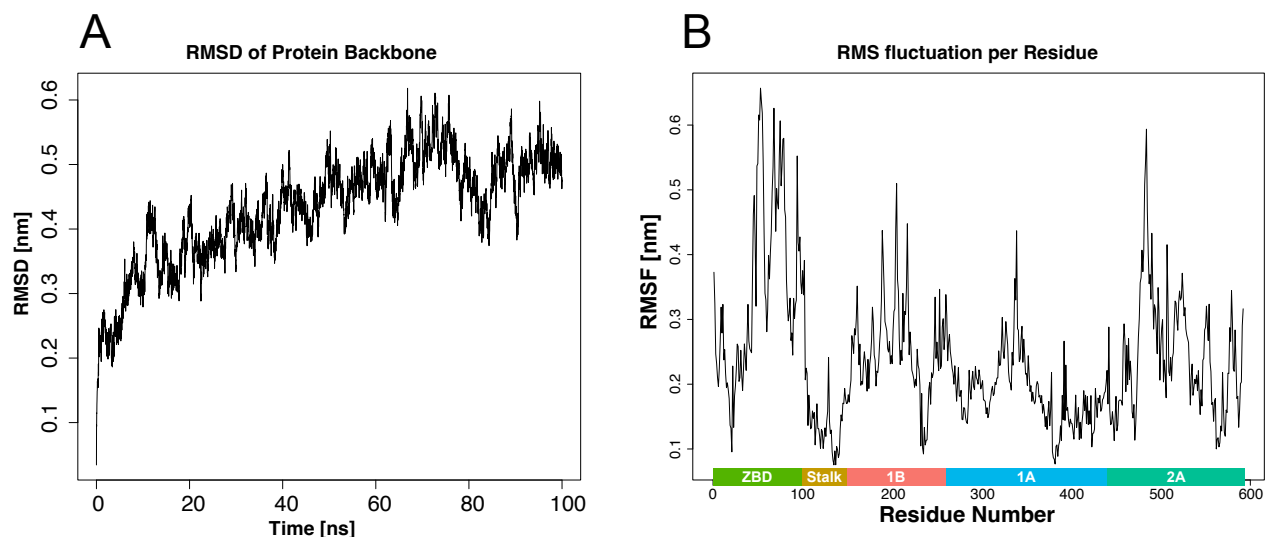 A
RMSD of Protein Backbone
RMSD [nm]
0.6
0.5
0.4
0.3
0.2
0.1
0 20 40 60 80 100
Time [ns]
B
RMS fluctuation per Residue
RMSF [nm]
0.6
0.5
0.4
0.3
0.2
0.1
ZBD Stalk 1B 1A 2A
0 100 200 300 400 500 600
Residue Number